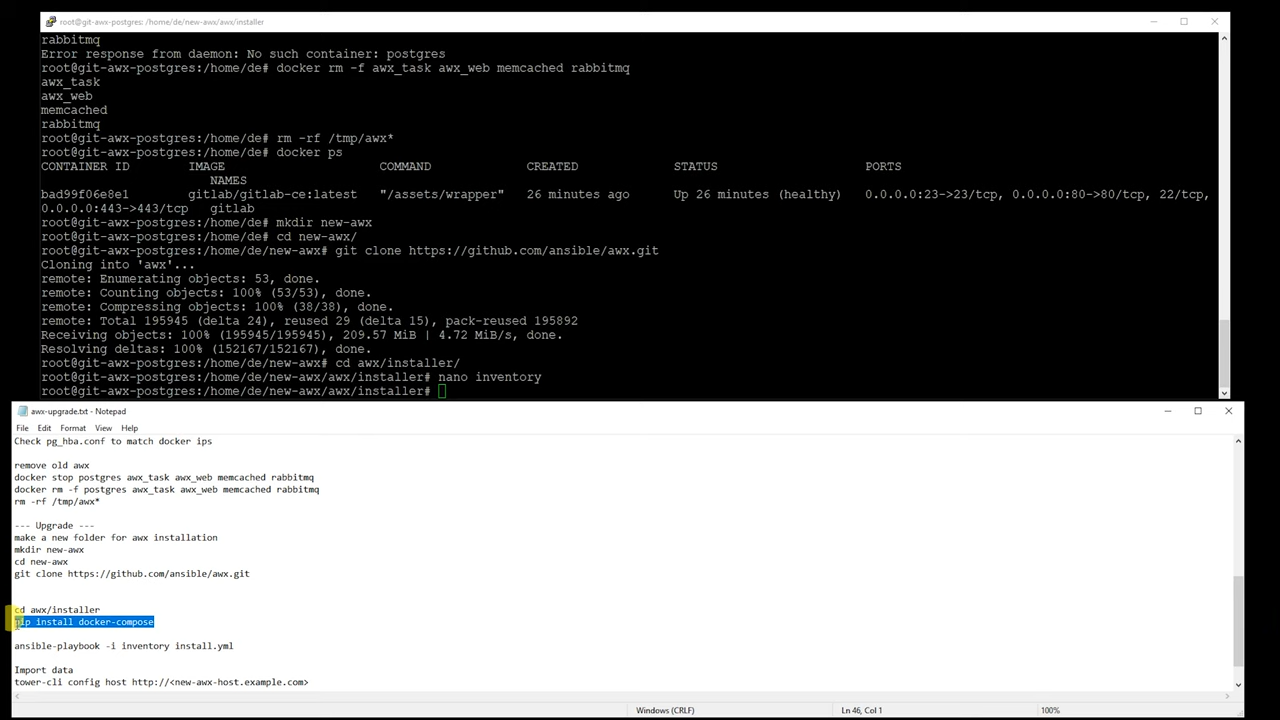 root@git-awx-postgres: /home/de/new-awx/awx/installer
rabbitmq
Error response from daemon: No such container: postgres
root@git-awx-postgres:/home/de# docker rm -f awx_task awx_web memcached rabbitmq
awx_task
awx_web
memcached
rabbitmq
root@git-awx-postgres:/home/de# rm -rf /tmp/awx*
root@git-awx-postgres:/home/de# docker ps
CONTAINER ID IMAGE COMMAND CREATED STATUS PORTS
NAMES
bad99f06e8e1 gitlab/gitlab-ce:latest "/assets/wrapper" 26 minutes ago Up 26 minutes (healthy) 0.0.0.0:23->23/tcp, 0.0.0.0:80->80/tcp, 22/tcp,
0.0.0.0:443->443/tcp gitlab
root@git-awx-postgres:/home/de# mkdir new-awx
root@git-awx-postgres:/home/de# cd new-awx/
root@git-awx-postgres:/home/de/new-awx# git clone https://github.com/ansible/awx.git
Cloning into 'awx'...
remote: Enumerating objects: 53, done.
remote: Counting objects: 100% (53/53), done.
remote: Compressing objects: 100% (38/38), done.
remote: Total 195945 (delta 24), reused 29 (delta 15), pack-reused 195892
Receiving objects: 100% (195945/195945), 209.57 MiB | 4.72 MiB/s, done.
Resolving deltas: 100% (152167/152167), done.
root@git-awx-postgres:/home/de/new-awx# cd awx/installer/
root@git-awx-postgres:/home/de/new-awx/awx/installer# nano inventory
root@git-awx-postgres:/home/de/new-awx/awx/installer#
awx-upgrade.txt - Notepad
File Edit Format View Help
Check pg_hba.conf to match docker ips
remove old awx
docker stop postgres awx_task awx_web memcached rabbitmq
docker rm -f postgres awx_task awx_web memcached rabbitmq
rm -rf /tmp/awx*
--- Upgrade ---
make a new folder for awx installation
mkdir new-awx
cd new-awx
git clone https://github.com/ansible/awx.git
cd awx/installer
pip install docker-compose
ansible-playbook -i inventory install.yml
Import data
tower-cli config host http://<new-awx-host.example.com>
Windows (CRLF) Ln 46, Col 1 100%